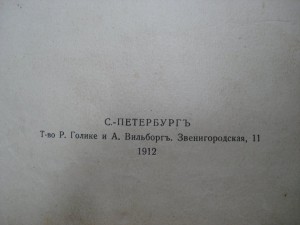 С.-ПЕТЕРБУРГЪ
Т-во Р. Голике и А. Вильборгъ. Звенигородская, 11
1912